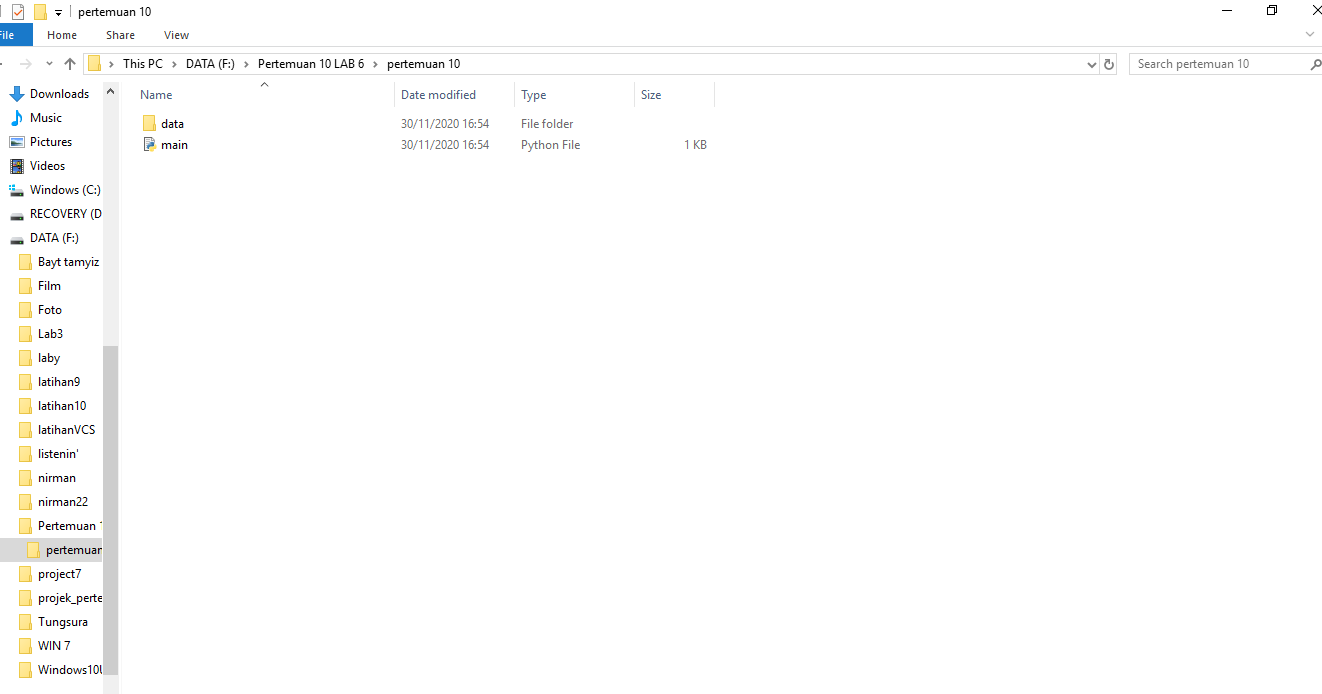 pertemuan 10
File
Home
Share
View
This PC
DATA (F:)
Pertemuan 10 LAB 6
pertemuan 10
Search pertemuan 10
Downloads
Music
Pictures
Videos
Windows (C:)
RECOVERY (D
DATA (F:)
Bayt tamyiz
Film
Foto
Lab3
laby
latihan9
latihan10
latihanVCS
listenin'
nirman
nirman22
Pertemuan 1
pertemuan
project7
projek_perte
Tungsura
WIN 7
Windows10U
Name
Date modified
Type
Size
data
30/11/2020 16:54
File folder
main
30/11/2020 16:54
Python File
1 KB